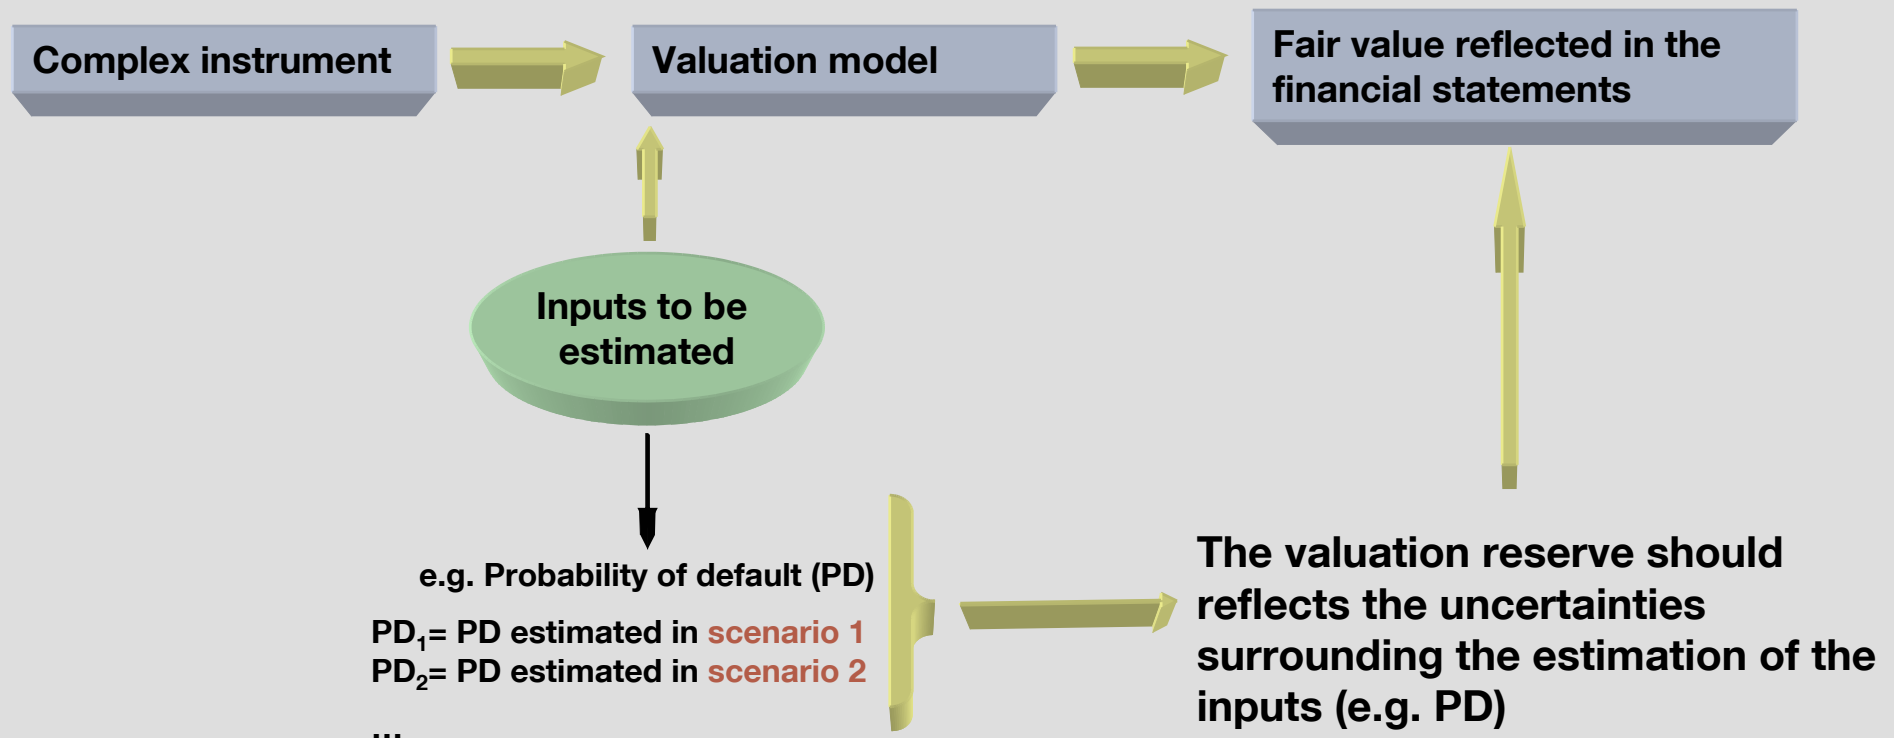 Complex instrument
Valuation model
Fair value reflected in the
financial statements
Inputs to be
estimated
e.g. Probability of default (PD)
PD₁= PD estimated in scenario 1
PD₂= PD estimated in scenario 2
...
The valuation reserve should
reflects the uncertainties
surrounding the estimation of the
inputs (e.g. PD)